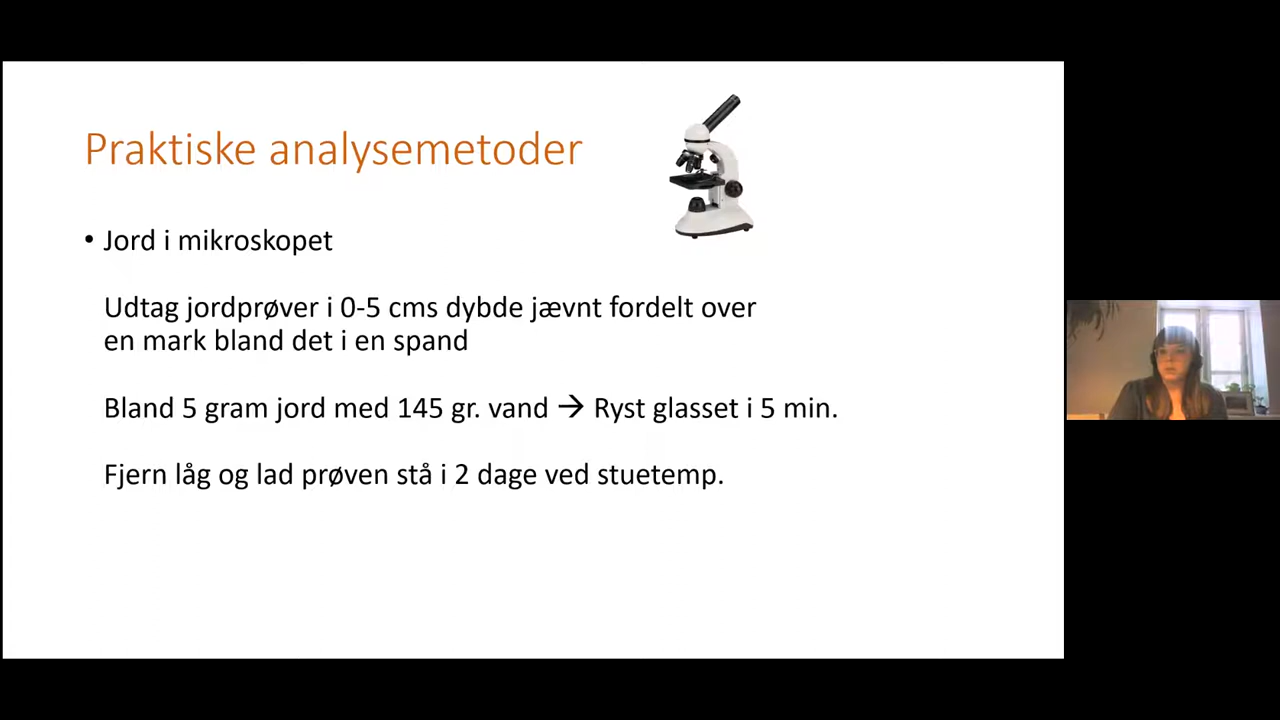 Praktiske analysemetoder
• Jord i mikroskopet
Udtag jordprøver i 0-5 cms dybde jævnt fordelt over
en mark bland det i en spand
Bland 5 gram jord med 145 gr. vand → Ryst glasset i 5 min.
Fjern låg og lad prøven stå i 2 dage ved stuetemp.